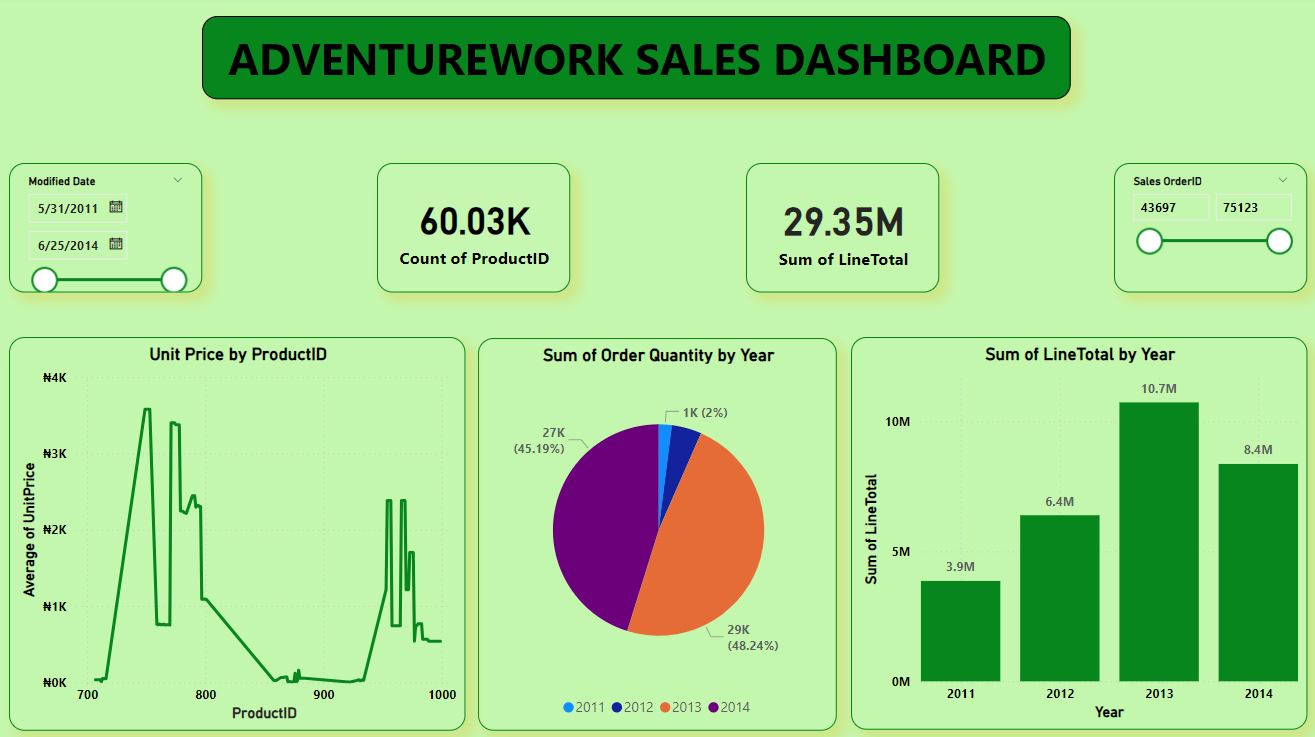 ADVENTUREWORK SALES DASHBOARD
Modified Date
5/31/2011
6/25/2014
60.03K
Count of ProductID
29.35M
Sum of LineTotal
Sales OrderID
43697 75123
Unit Price by ProductID
Average of UnitPrice
₦4K
₦3K
₦2K
₦1K
₦0K
700 800 900 1000
ProductID
Sum of Order Quantity by Year
1K (2%)
27K
(45.19%)
29K
(48.24%)
2011 2012 2013 2014
Sum of LineTotal by Year
Sum of LineTotal
10M
5M
0M
3.9M
6.4M
10.7M
8.4M
2011 2012 2013 2014
Year